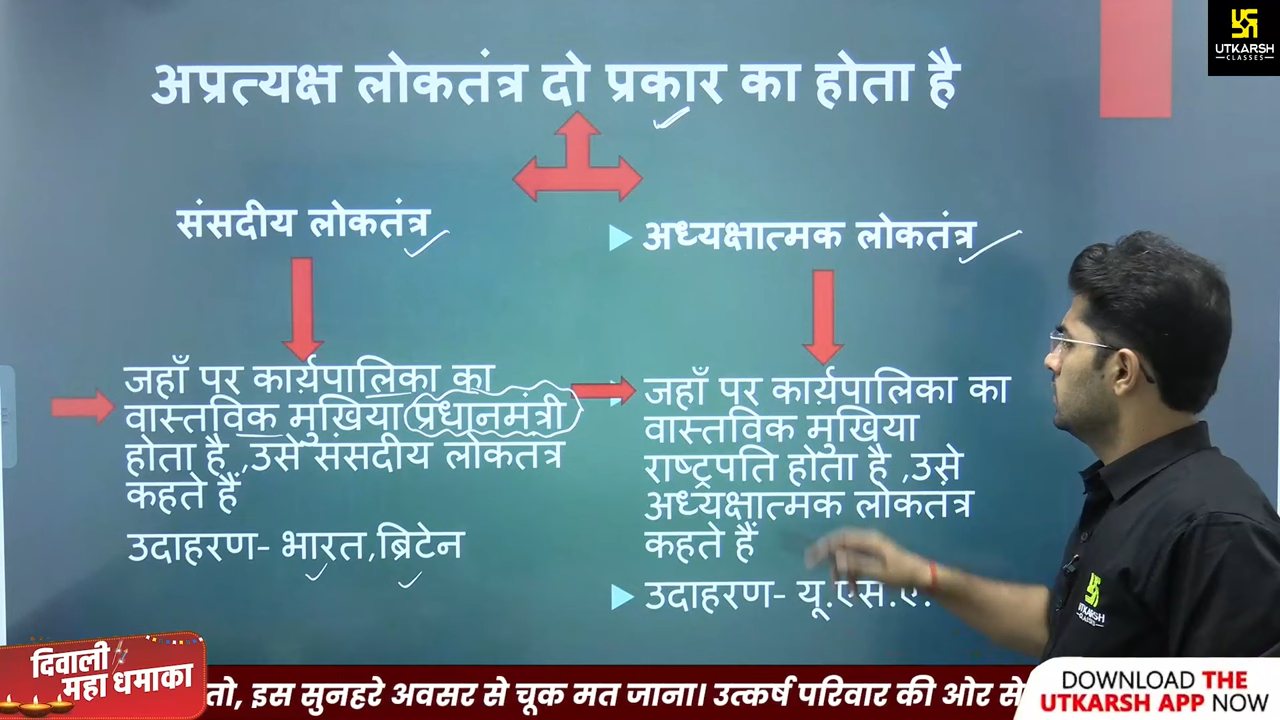 अप्रत्यक्ष लोकतंत्र दो प्रकार का होता है
संसदीय लोकतंत्र
जहाँ पर कार्यपालिका का
वास्तविक मुखिया प्रधानमंत्री
होता है ,उसे संसदीय लोकतंत्र
कहते हैं
उदाहरण- भारत,ब्रिटेन
अध्यक्षात्मक लोकतंत्र
जहाँ पर कार्यपालिका का
वास्तविक मुखिया
राष्ट्रपति होता है ,उसे
अध्यक्षात्मक लोकतंत्र
कहते हैं
उदाहरण- यू.एस.ए.
UTKARSH
CLASSES
UTKARSH
CLASSES
दिवाली
महा धमाका
तो, इस सुनहरे अवसर से चूक मत जाना। उत्कर्ष परिवार की ओर से
DOWNLOAD THE
UTKARSH APP NOW